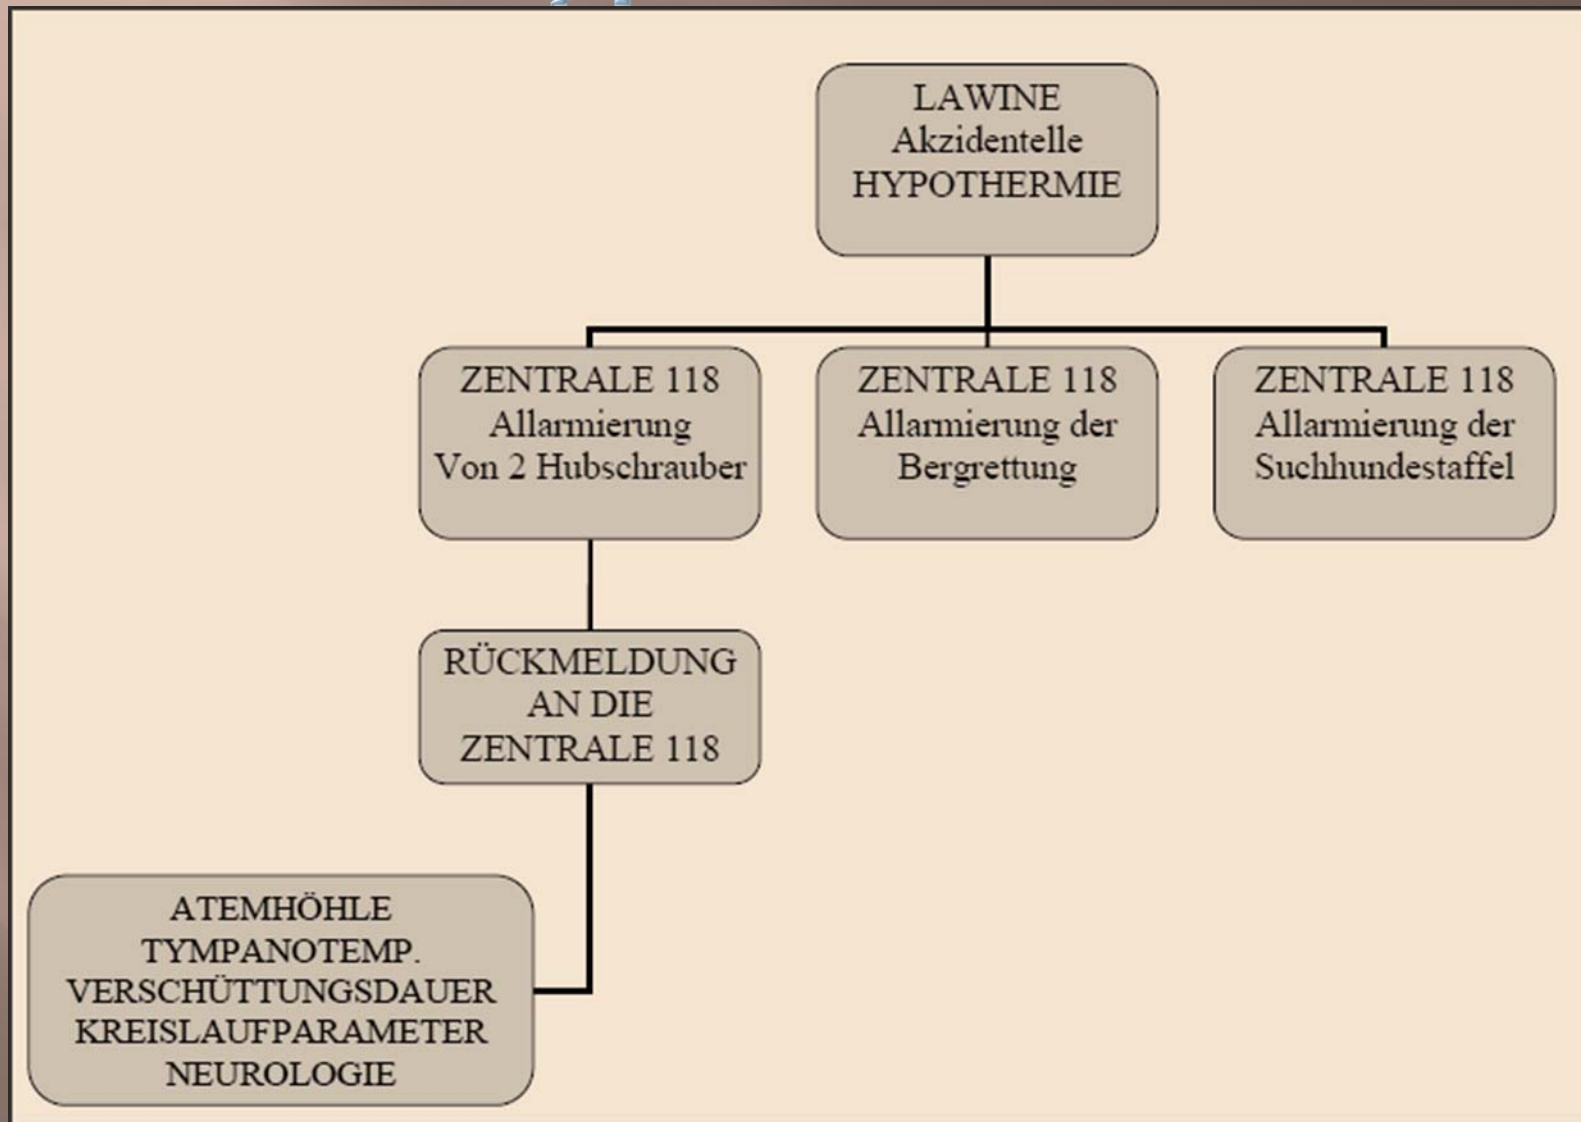 LAWINE
Akzidentelle
HYPOTHERMIE
ZENTRALE 118
Allarmierung
Von 2 Hubschrauber
ZENTRALE 118
Allarmierung der
Bergrettung
ZENTRALE 118
Allarmierung der
Suchhundestaffel
RÜCKMELDUNG
AN DIE
ZENTRALE 118
ATEMHÖHLE
TYMPANOTEMP.
VERSCHÜTTUNGSDAUER
KREISLAUFPARAMETER
NEUROLOGIE